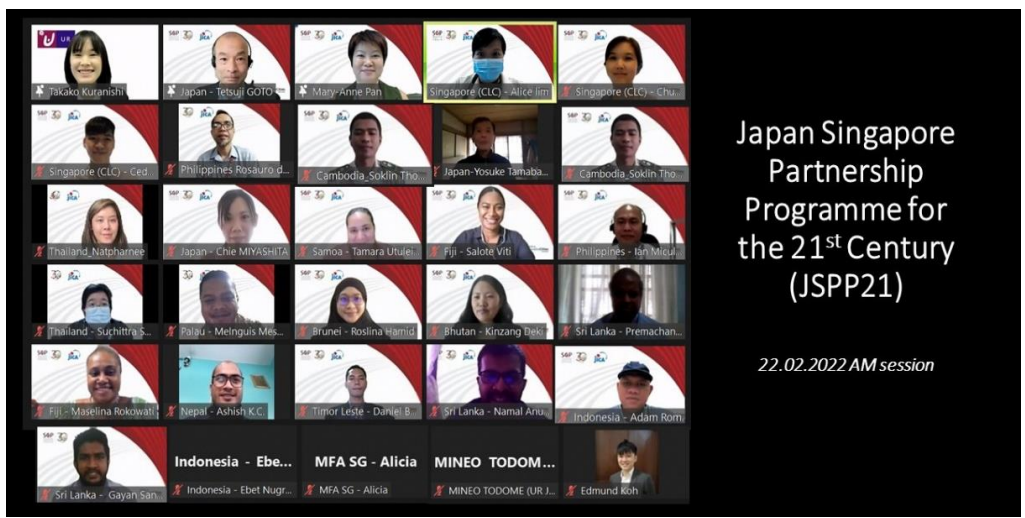 UR
Takako Kuranishi
Japan - Tetsuji GOTO
Mary-Anne Pan
Singapore (CLC) - Alice lim
Singapore (CLC) - Chu...
Singapore (CLC) - Ced...
Philippines Rosauro d...
Cambodia_Soklin Tho...
Japan-Yosuke Tamaba...
Cambodia_Soklin Tho...
Thailand_Natpharnee
Japan - Chie MIYASHITA
Samoa - Tamara Utulei
Fiji - Salote Viti
Philippines - Ian Micul...
Thailand - Suchittra S...
Palau - Melnguis Mes...
Brunei - Roslina Hamid
Bhutan - Kinzang Deki
Sri Lanka - Premachan...
Fiji - Maselina Rokowati
Nepal - Ashish K.C.
Timor Leste - Daniel B...
Sri Lanka - Namal Anu...
Indonesia - Adam Rom...
Sri Lanka - Gayan San...
Indonesia - Ebe...
Indonesia - Ebet Nugr...
MFA SG - Alicia
MFA SG - Alicia
MINEO TODOM...
MINEO TODOME (UR J...
Edmund Koh
Japan Singapore
Partnership
Programme for
the 21st Century
(JSPP21)
22.02.2022 AM session